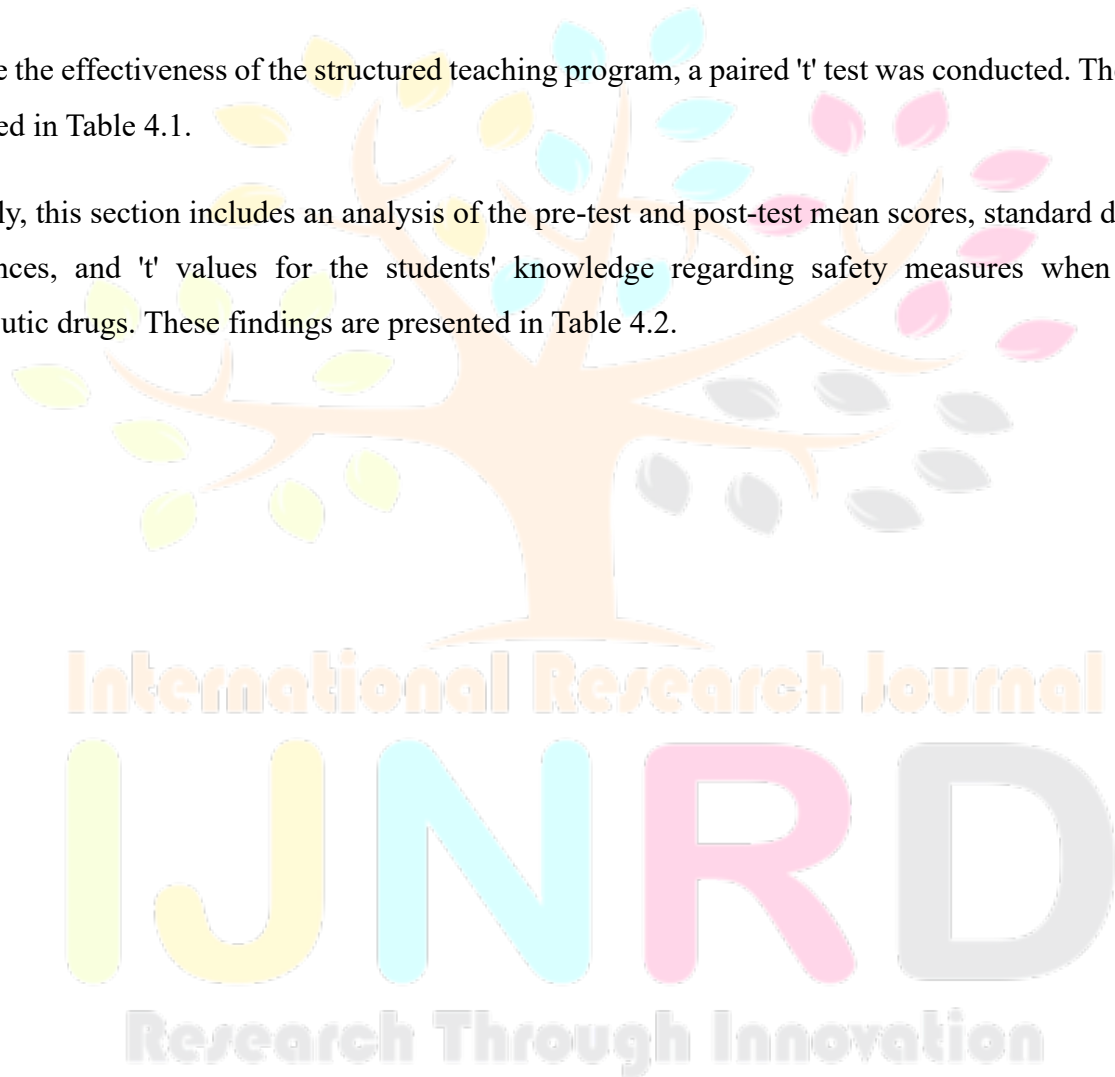 e the effectiveness of the structured teaching program, a paired 't' test was conducted. Th
ed in Table 4.1.
ly, this section includes an analysis of the pre-test and post-test mean scores, standard d
nces, and 't' values for the students' knowledge regarding safety measures when
utic drugs. These findings are presented in Table 4.2.
International Research Journal
IJNRD
Research Through Innovation